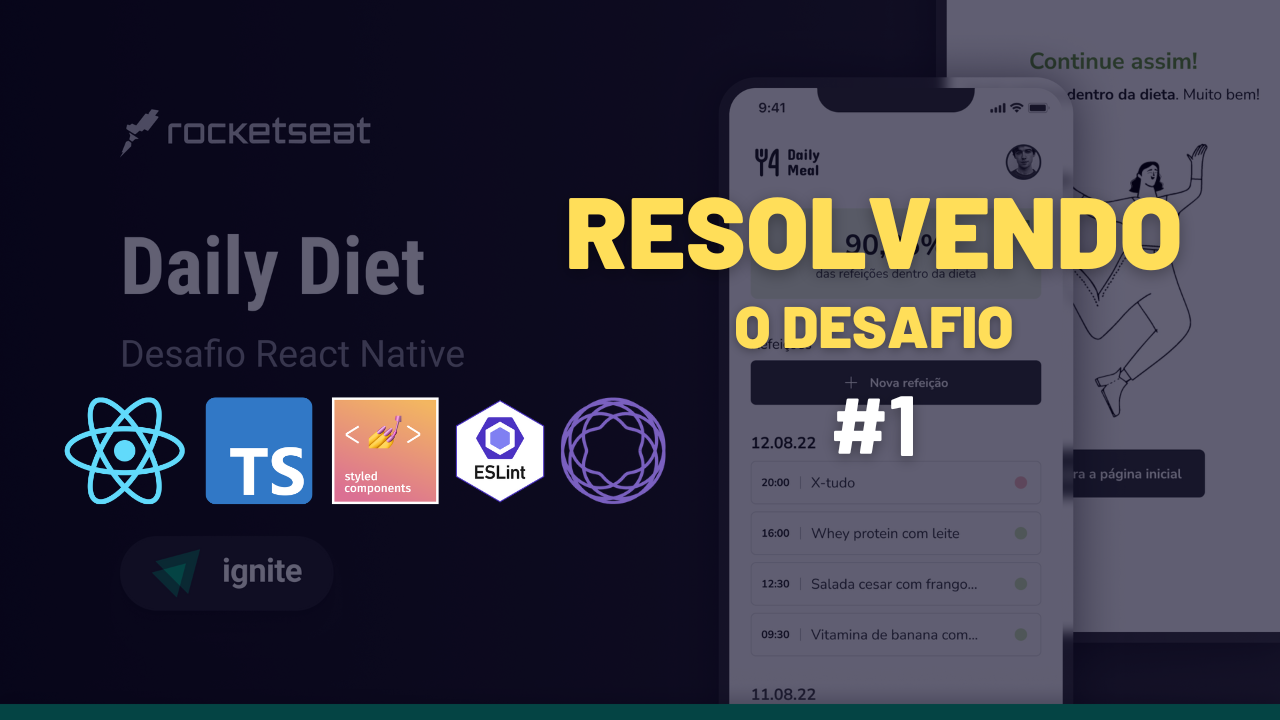 rocketseat
Daily Diet
Desafio React Native
TS
< >
styled
components
ESLint
ignite
RESOLVENDO
O DESAFIO
#1
9:41
Daily
Meal
das refeições dentro da dieta
Nova refeição
12.08.22
20:00 X-tudo
16:00 Whey protein com leite
12:30 Salada cesar com frango...
09:30 Vitamina de banana com...
11.08.22
Continue assim!
dentro da dieta. Muito bem!
a página inicial